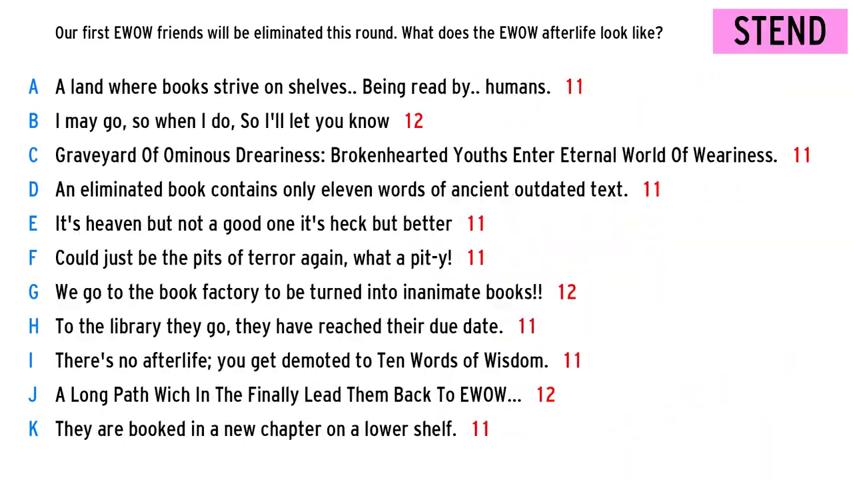 Our first EWOW friends will be eliminated this round. What does the EWOW afterlife look like?
STEND
A A land where books strive on shelves.. Being read by.. humans. 11
B I may go, so when I do, So I'll let you know 12
C Graveyard Of Ominous Dreariness: Brokenhearted Youths Enter Eternal World Of Weariness. 11
D An eliminated book contains only eleven words of ancient outdated text. 11
E It's heaven but not a good one it's heck but better 11
F Could just be the pits of terror again, what a pit-y! 11
G We go to the book factory to be turned into inanimate books!! 12
H To the library they go, they have reached their due date. 11
I There's no afterlife; you get demoted to Ten Words of Wisdom. 11
J A Long Path Wich In The Finally Lead Them Back To EWOW... 12
K They are booked in a new chapter on a lower shelf. 11